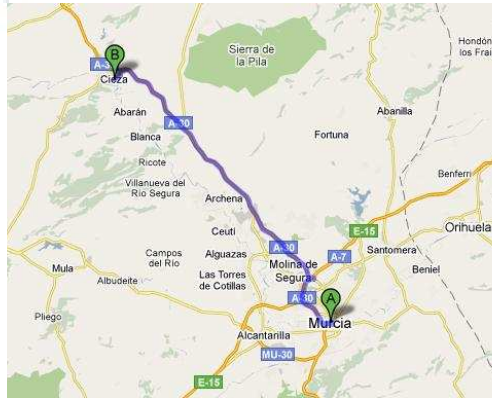 Sierra de
la Pila
Hondón
los Frai
B
A-3
Cieza
Abarán
A-30
Blanca
Abanilla
Fortuna
Ricote
Villanueva del
Río Segura
Benferri
Archena
Ceutí
E-15
Orihuela
A-30
A-7
Santomera
Campos
del Río
Alguazas
Molina de
Segura
Mula
Albudeite
Las Torres
de Cotillas
Beniel
A-30
A
Murcia
Pliego
Alcantarilla
MU-30
E-15